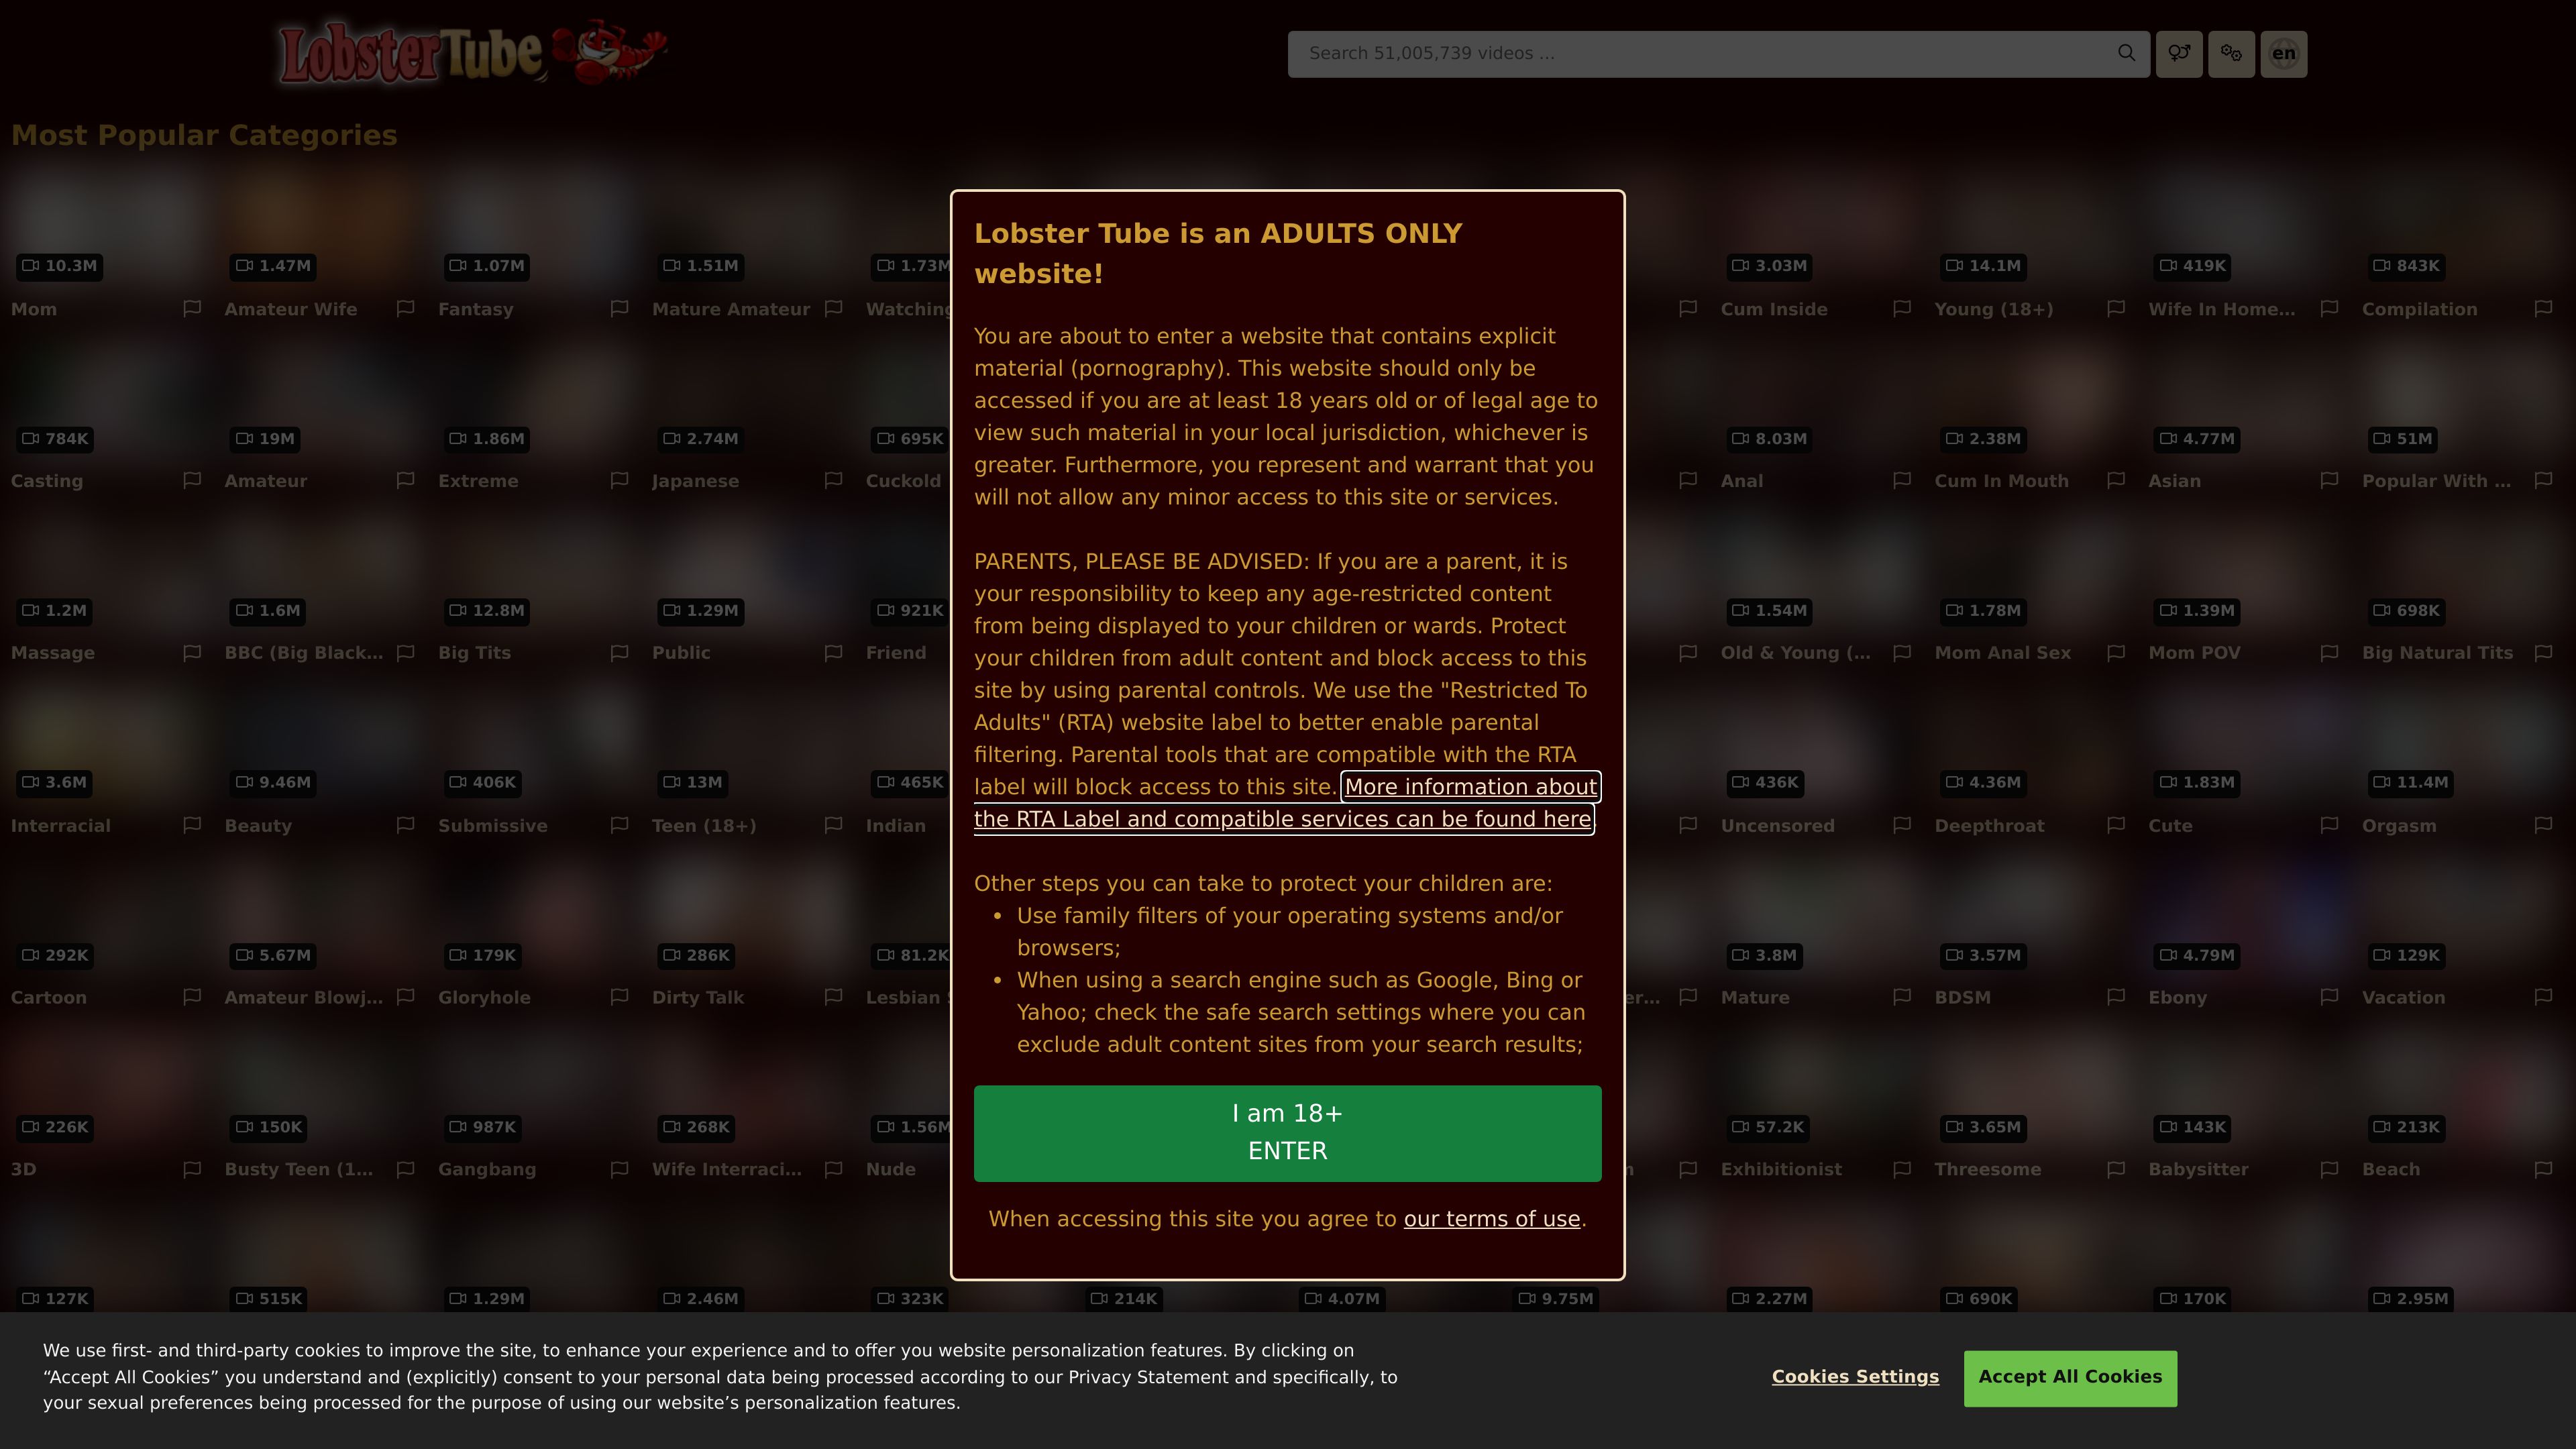 LobsterTube
Search 51,005,739 videos ...
en
Most Popular Categories
10.3M
1.47M
1.07M
1.51M
1.73M
3.03M
14.1M
419K
843K
Mom
Amateur Wife
Fantasy
Mature Amateur
Watching
Cum Inside
Young (18+)
Wife In Home...
Compilation
784K
19M
1.86M
2.74M
695K
8.03M
2.38M
4.77M
51M
Casting
Amateur
Extreme
Japanese
Cuckold
Anal
Cum In Mouth
Asian
Popular With ...
1.2M
1.6M
12.8M
1.29M
921K
1.54M
1.78M
1.39M
698K
Massage
BBC (Big Black...
Big Tits
Public
Friend
Old & Young (...
Mom Anal Sex
Mom POV
Big Natural Tits
3.6M
9.46M
406K
13M
465K
436K
4.36M
1.83M
11.4M
Interracial
Beauty
Submissive
Teen (18+)
Indian
Uncensored
Deepthroat
Cute
Orgasm
292K
5.67M
179K
286K
81.2K
3.8M
3.57M
4.79M
129K
Cartoon
Amateur Blowj...
Gloryhole
Dirty Talk
Lesbian
Mature
BDSM
Ebony
Vacation
226K
150K
987K
268K
1.56M
57.2K
3.65M
143K
213K
3D
Busty Teen (1...
Gangbang
Wife Interraci...
Nude
Exhibitionist
Threesome
Babysitter
Beach
127K
515K
1.29M
2.46M
323K
214K
4.07M
9.75M
2.27M
690K
170K
2.95M
Lobster Tube is an ADULTS ONLY
website!
You are about to enter a website that contains explicit
material (pornography). This website should only be
accessed if you are at least 18 years old or of legal age to
view such material in your local jurisdiction, whichever is
greater. Furthermore, you represent and warrant that you
will not allow any minor access to this site or services.
PARENTS, PLEASE BE ADVISED: If you are a parent, it is
your responsibility to keep any age-restricted content
from being displayed to your children or wards. Protect
your children from adult content and block access to this
site by using parental controls. We use the "Restricted To
Adults" (RTA) website label to better enable parental
filtering. Parental tools that are compatible with the RTA
label will block access to this site. More information about
the RTA Label and compatible services can be found here
Other steps you can take to protect your children are:
• Use family filters of your operating systems and/or
browsers;
• When using a search engine such as Google, Bing or
Yahoo; check the safe search settings where you can
exclude adult content sites from your search results;
I am 18+
ENTER
When accessing this site you agree to our terms of use.
We use first- and third-party cookies to improve the site, to enhance your experience and to offer you website personalization features. By clicking on
“Accept All Cookies” you understand and (explicitly) consent to your personal data being processed according to our Privacy Statement and specifically, to
your sexual preferences being processed for the purpose of using our website’s personalization features.
Cookies Settings
Accept All Cookies